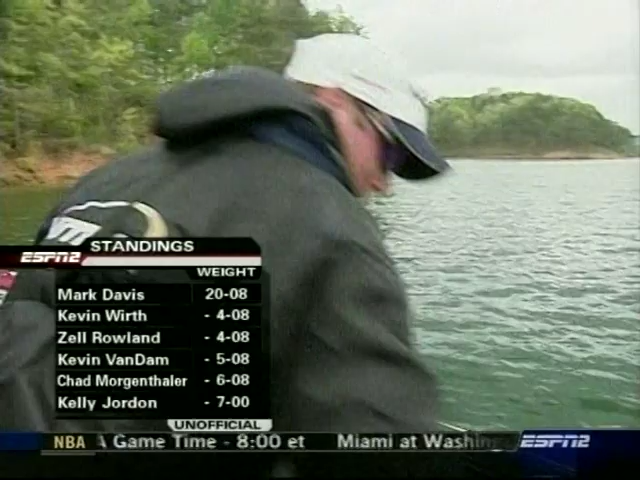 STANDINGS
ESPN2
WEIGHT
Mark Davis 20-08
Kevin Wirth - 4-08
Zell Rowland - 4-08
Kevin VanDam - 5-08
Chad Morgenthaler - 6-08
Kelly Jordon - 7-00
UNOFFICIAL
NBA A Game Time - 8:00 et Miami at Washin ESPN2